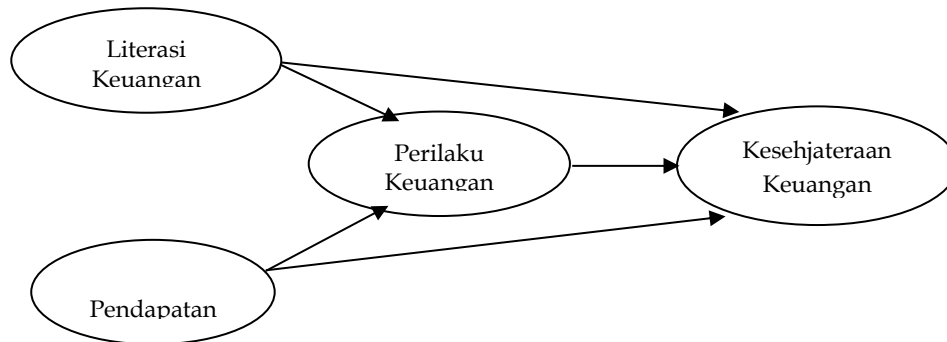 Literasi
Keuangan
Perilaku
Keuangan
Kesehjateraan
Keuangan
Pendapatan